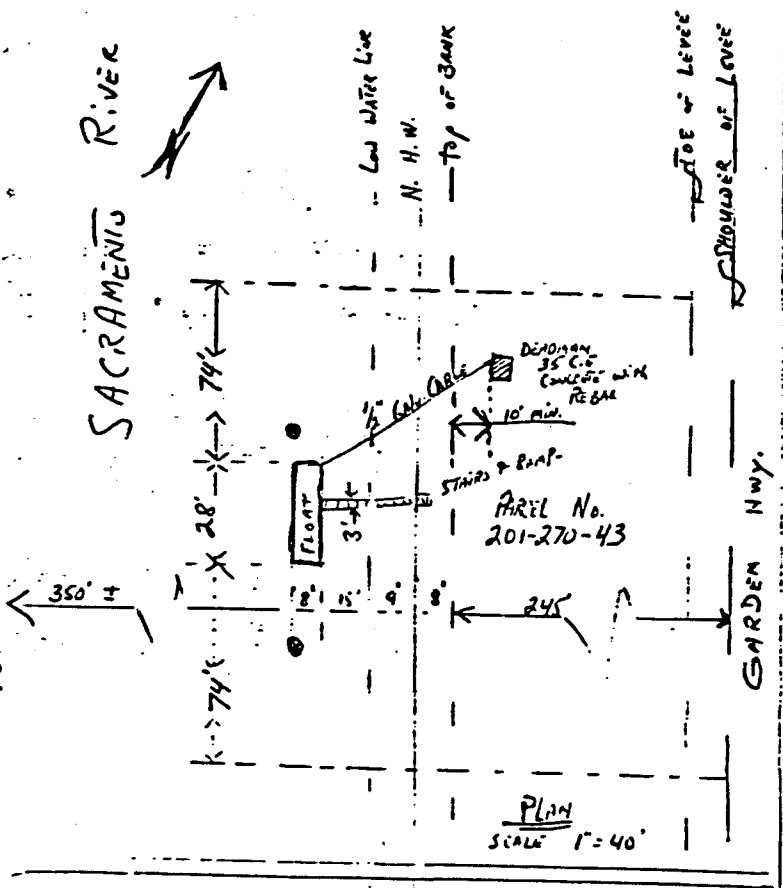 SACRAMENTO RIVER
Low WATER Line
N. H. W.
Top of BANK
TOE of LEVEE
SHOULDER OF LEVEE
74'
28'
74'
350' ±
FLOAT
3'
1/2" GALV. CABLE
DEADMAN
35 C.F.
CONCRETE with
REBAR
10' MIN.
STAIRS & RAMP
PARCEL No.
201-270-43
8'
15'
9'
245'
GARDEN HWY.
PLAN
SCALE 1" = 40'